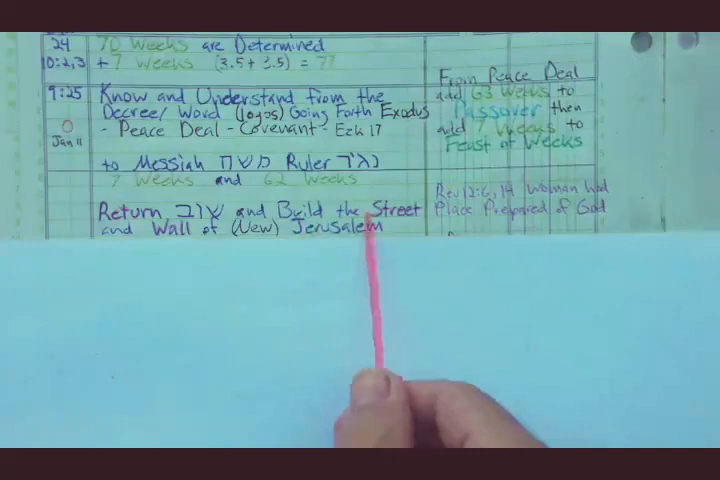 24 70 Weeks are Determined
10:2,3 + 7 Weeks (3.5 + 3.5) = 77
9:25 Know and Understand from the
Decree/Word (logos) Going Forth Exodus
- Peace Deal - Covenant - Ezk 17
0
Jan 11
to Messiah משח Ruler נגיד
7 Weeks and 62 Weeks
Return שוב and Build the Street
and Wall of (New) Jerusalem
From Peace Deal
add 63 Weeks to
Passover then
add 7 Weeks to
Feast of Weeks
Rev 12:6,14 Woman had
Place Prepared of God